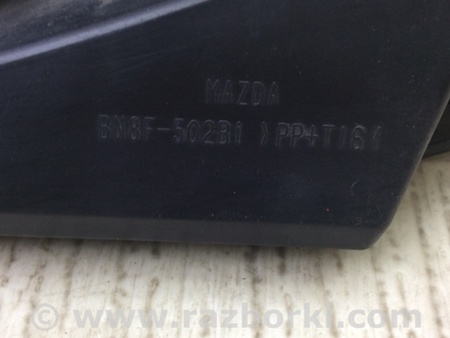 MAZDA
BN8F-502B1 >PP+T16<
© www.razborki.com